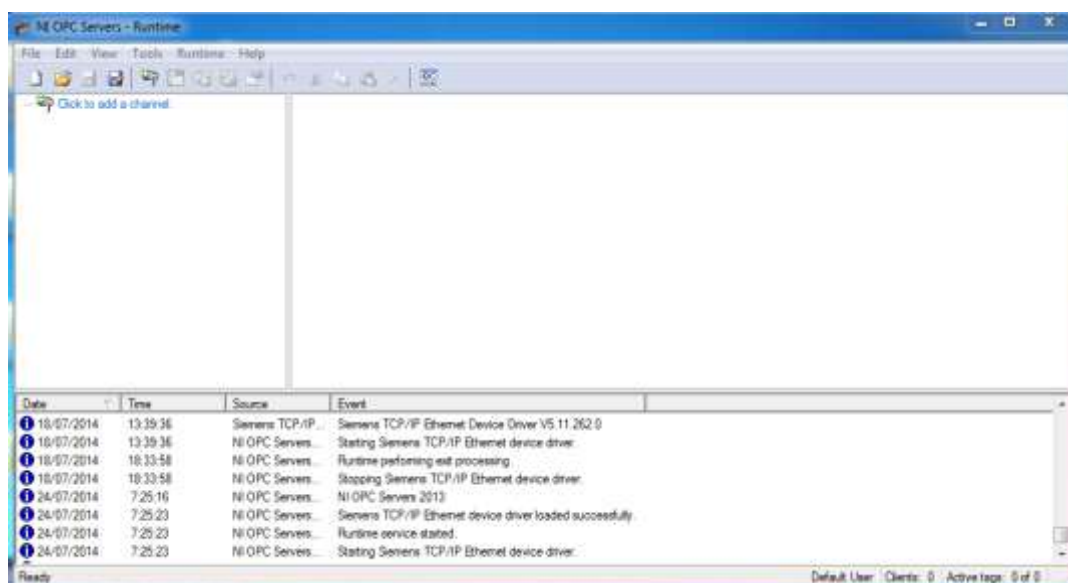 NI OPC Servers - Runtime
File Edit View Tools Runtime Help
Click to add a channel.
Date Time Source Event
18/07/2014 13:39:36 Siemens TCP/IP... Siemens TCP/IP Ethernet Device Driver V5.11.262.0
18/07/2014 13:39:36 NI OPC Servers... Starting Siemens TCP/IP Ethernet device driver.
18/07/2014 18:33:58 NI OPC Servers... Runtime performing exit processing.
18/07/2014 18:33:58 NI OPC Servers... Stopping Siemens TCP/IP Ethernet device driver.
24/07/2014 7:25:16 NI OPC Servers... NI OPC Servers 2013
24/07/2014 7:25:23 NI OPC Servers... Siemens TCP/IP Ethernet device driver loaded successfully.
24/07/2014 7:25:23 NI OPC Servers... Runtime service started.
24/07/2014 7:25:23 NI OPC Servers... Starting Siemens TCP/IP Ethernet device driver.
Ready Default User Clients: 0 Active tags: 0 of 0